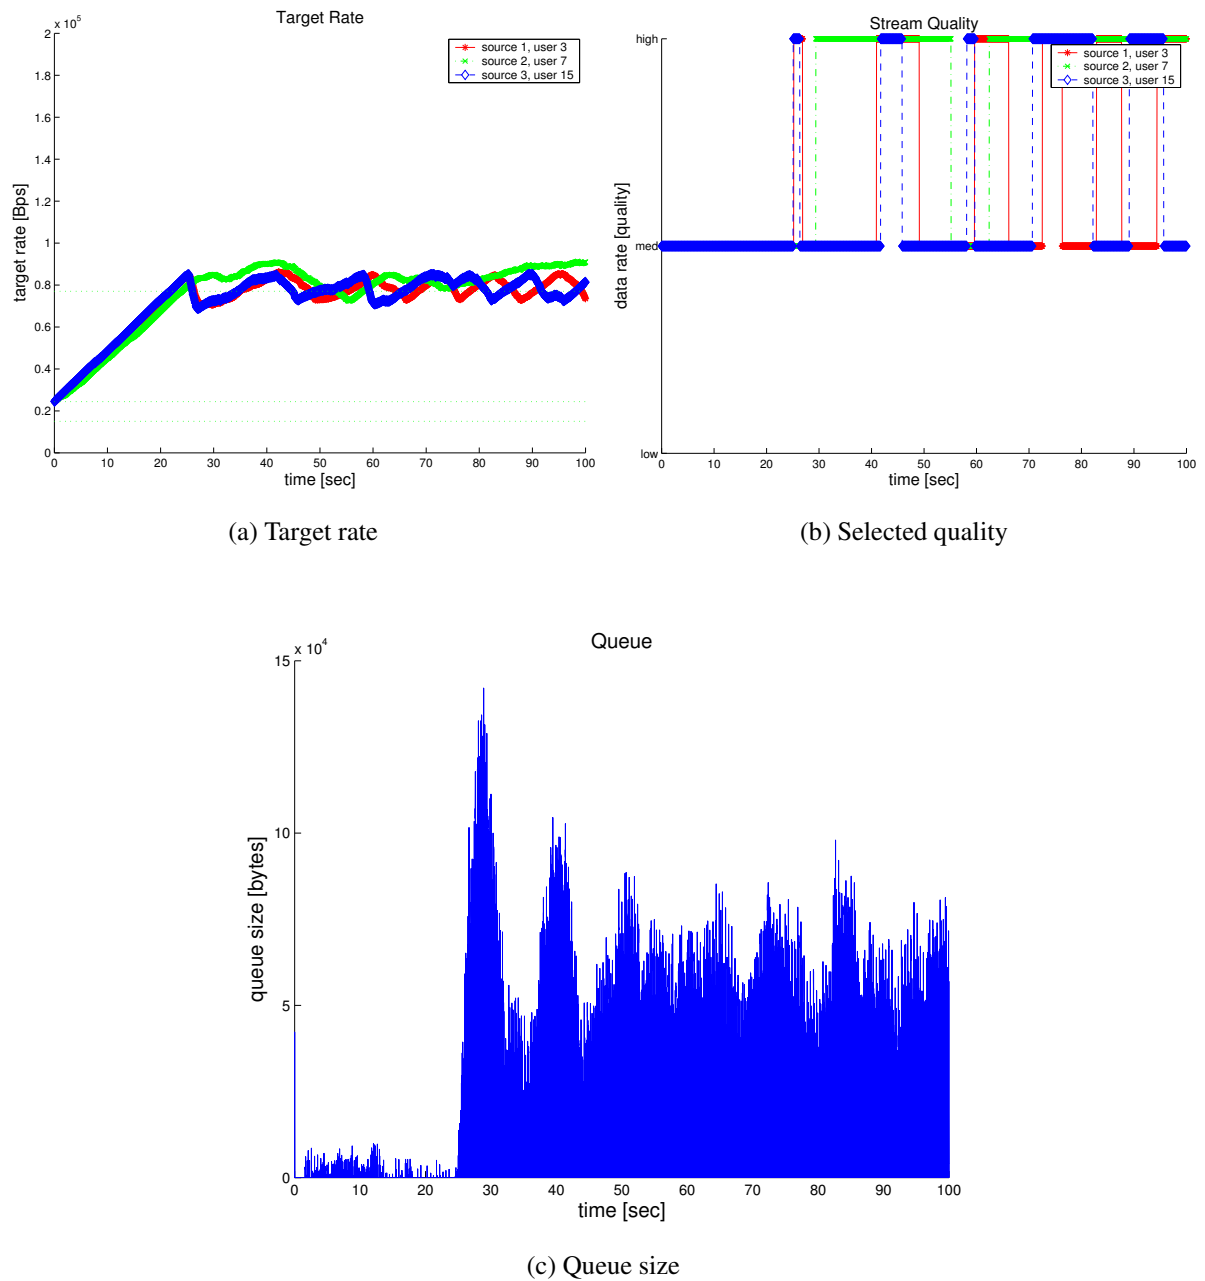 Target Rate
x 10⁵
2
1.8
1.6
1.4
1.2
1
0.8
0.6
0.4
0.2
0
target rate [Bps]
source 1, user 3
source 2, user 7
source 3, user 15
0 10 20 30 40 50 60 70 80 90 100
time [sec]
(a) Target rate
Stream Quality
high
med
low
data rate [quality]
source 1, user 3
source 2, user 7
source 3, user 15
0 10 20 30 40 50 60 70 80 90 100
time [sec]
(b) Selected quality
Queue
x 10⁴
15
10
5
0
queue size [bytes]
0 10 20 30 40 50 60 70 80 90 100
time [sec]
(c) Queue size